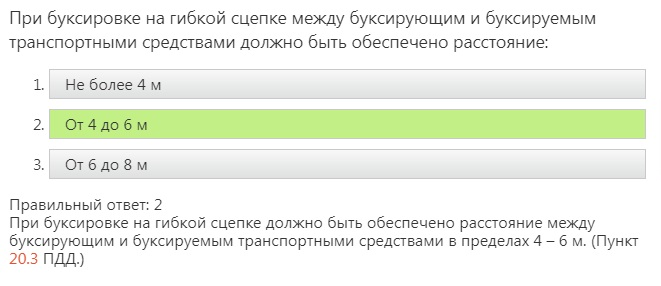 При буксировке на гибкой сцепке между буксирующим и буксируемым
транспортными средствами должно быть обеспечено расстояние:
1. Не более 4 м
2. От 4 до 6 м
3. От 6 до 8 м
Правильный ответ: 2
При буксировке на гибкой сцепке должно быть обеспечено расстояние между
буксирующим и буксируемым транспортными средствами в пределах 4 – 6 м. (Пункт
20.3 ПДД.)